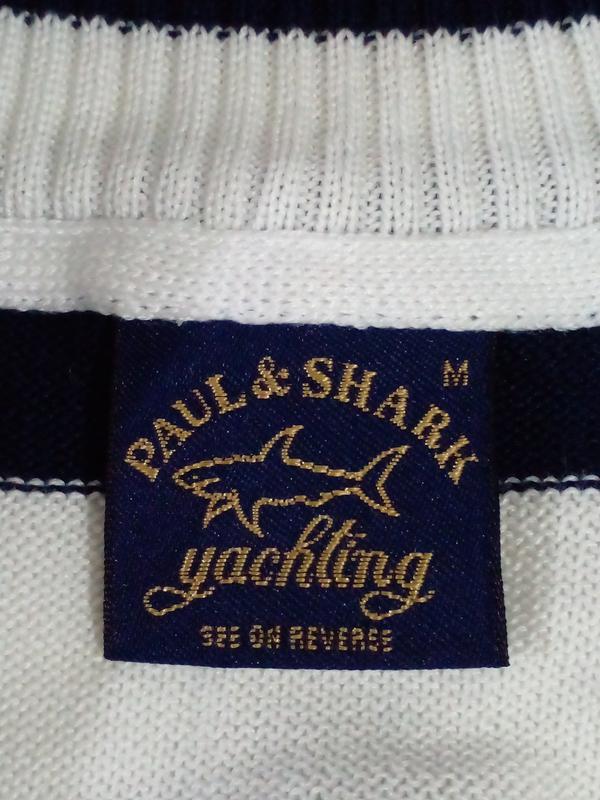 M
PAUL & SHARK
yachting
SEE ON REVERSE